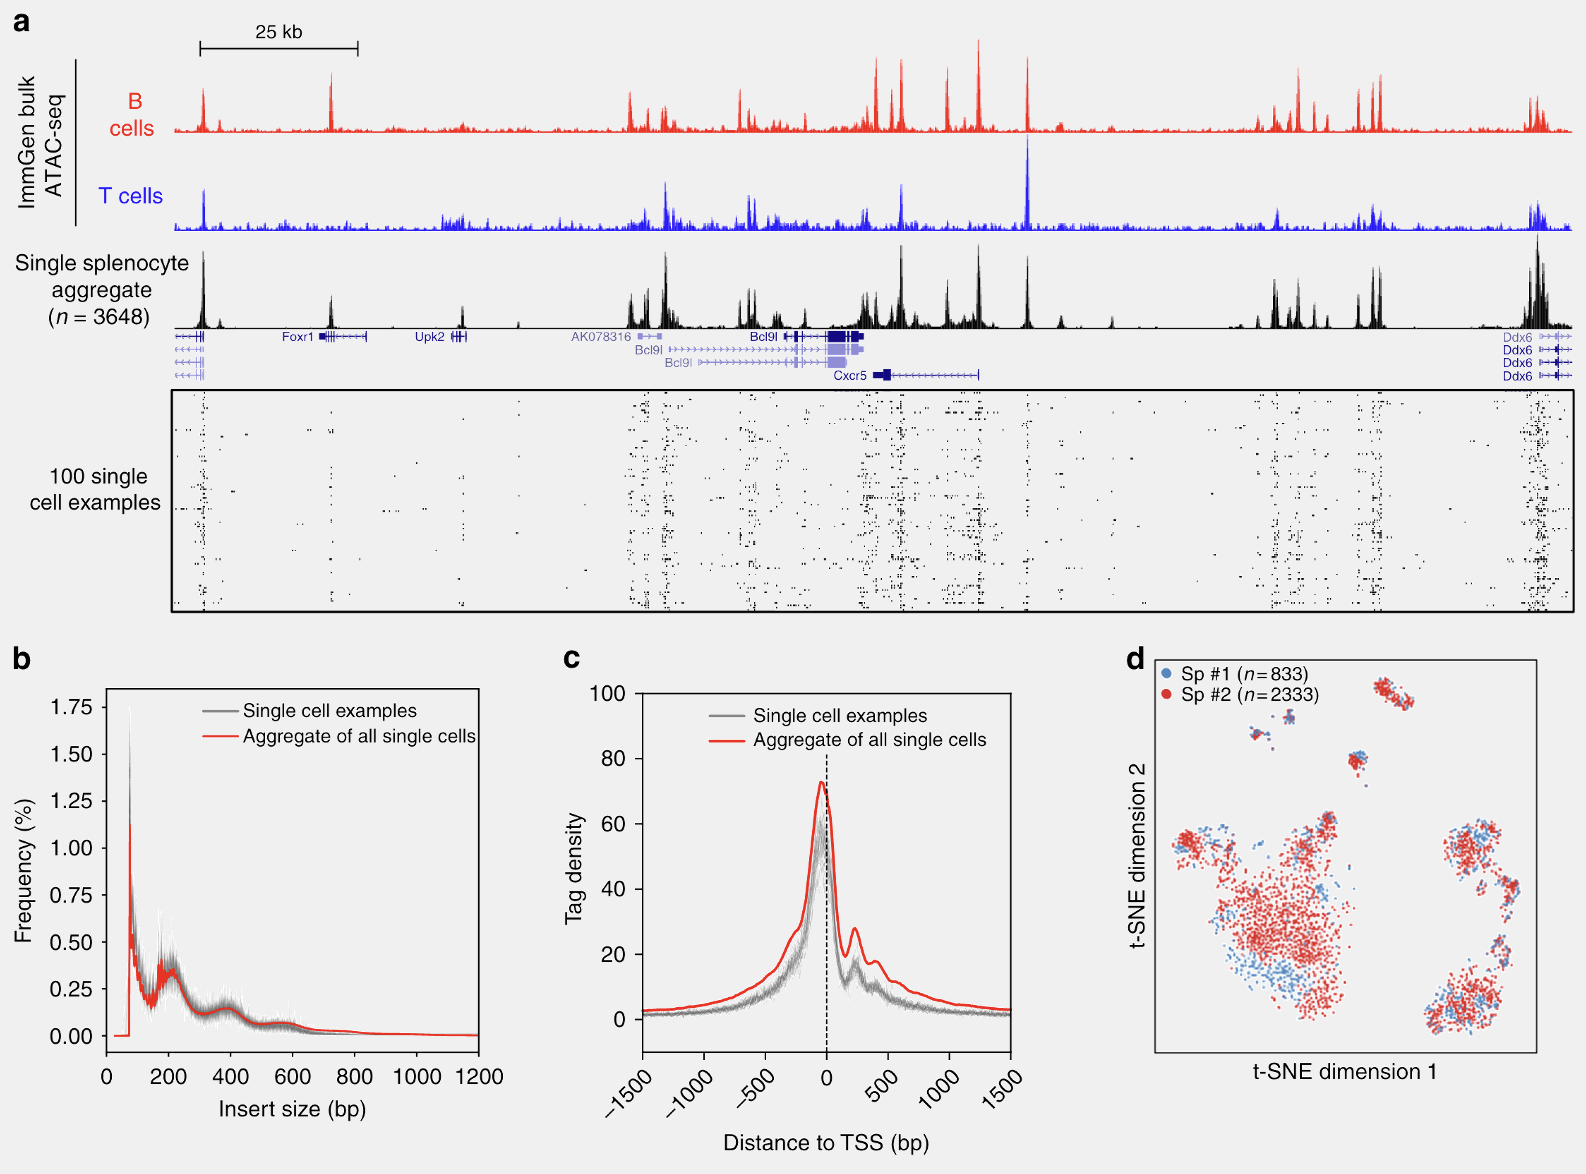 a
25 kb
ImmGen bulk
ATAC-seq
B
cells
T cells
Single splenocyte
aggregate
(n = 3648)
Foxr1
Upk2
AK078316
Bcl9l
Ddx6
Bcl9l
Ddx6
Bcl9l
Ddx6
Cxcr5
Ddx6
100 single
cell examples
b
Single cell examples
Aggregate of all single cells
1.75
1.50
1.25
1.00
0.75
0.50
0.25
0.00
Frequency (%)
0 200 400 600 800 1000 1200
Insert size (bp)
c
Single cell examples
Aggregate of all single cells
100
80
60
40
20
0
Tag density
–1500 –1000 –500 0 500 1000 1500
Distance to TSS (bp)
d
Sp #1 (n=833)
Sp #2 (n=2333)
t-SNE dimension 2
t-SNE dimension 1